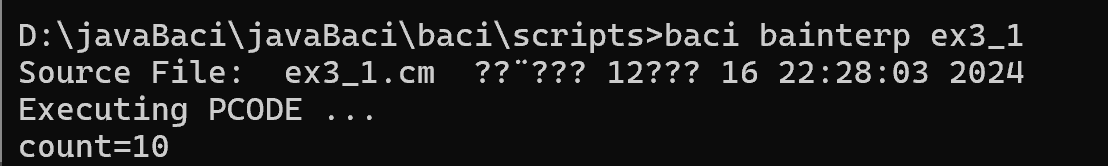 D:\javaBaci\javaBaci\baci\scripts>baci bainterp ex3_1
Source File:  ex3_1.cm  ??¨??? 12??? 16 22:28:03 2024
Executing PCODE ...
count=10